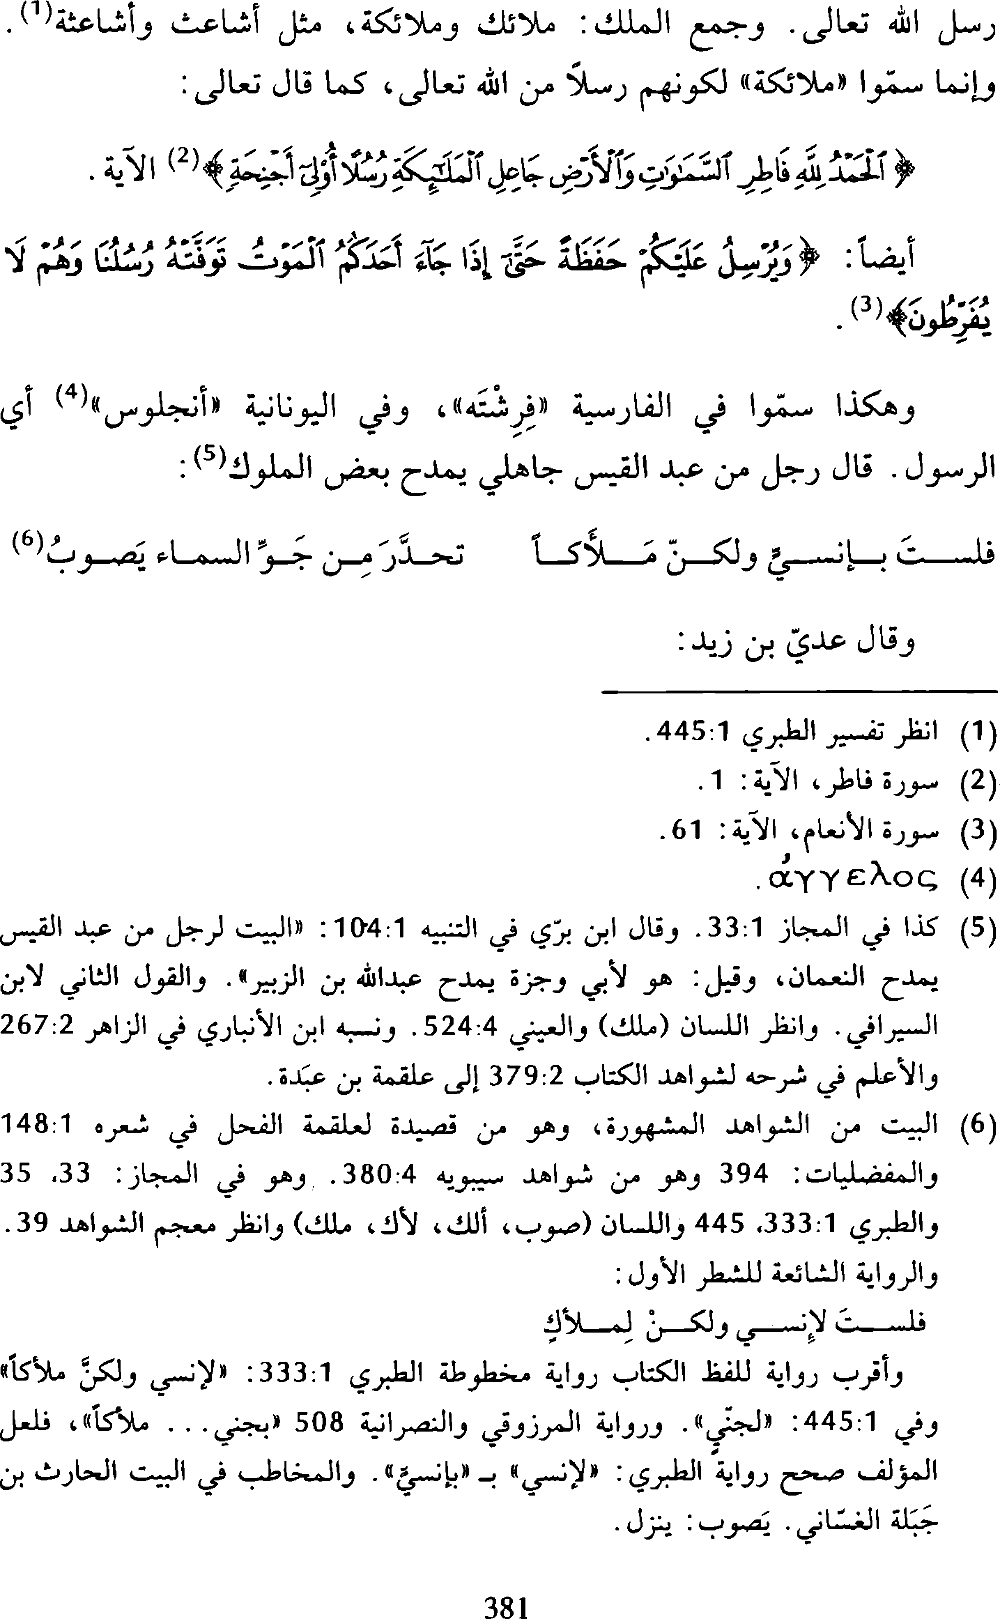 رسل الله تعالى. وجمع الملك: ملائك وملائكة، مثل أشاعث وأشاعثة(1).
وإنما سمّوا «ملائكة» لكونهم رسلاً من الله تعالى، كما قال تعالى:
﴿ ٱلْحَمْدُ لِلَّهِ فَاطِرِ ٱلسَّمَٰوَٰتِ وَٱلْأَرْضِ جَاعِلِ ٱلْمَلَٰٓئِكَةِ رُسُلًا أُوْلِىٓ أَجْنِحَةٍ ﴾(2) الآية.
أيضاً: ﴿ وَيُرْسِلُ عَلَيْكُمْ حَفَظَةً حَتَّىٰٓ إِذَا جَآءَ أَحَدَكُمُ ٱلْمَوْتُ تَوَفَّتْهُ رُسُلُنَا وَهُمْ لَا
يُفَرِّطُونَ﴾(3).
وهكذا سمّوا في الفارسية «فِرِشْتَه»، وفي اليونانية «أنجلوس»(4) أي
الرسول. قال رجل من عبد القيس جاهلي يمدح بعض الملوك(5):
فلستَ بإنسيٍّ ولكنّ مَلأَكاً تحدَّرَ مِن جَوِّ السماء يَصوبُ(6)
وقال عديّ بن زيد:
(1) انظر تفسير الطبري 445:1.
(2) سورة فاطر، الآية: 1.
(3) سورة الأنعام، الآية: 61.
(4) άγγελος.
(5) كذا في المجاز 33:1. وقال ابن برّي في التنبيه 104:1: «البيت لرجل من عبد القيس
يمدح النعمان، وقيل: هو لأبي وجزة يمدح عبدالله بن الزبير». والقول الثاني لابن
السيرافي. وانظر اللسان (ملك) والعيني 524:4. ونسبه ابن الأنباري في الزاهر 267:2
والأعلم في شرحه لشواهد الكتاب 379:2 إلى علقمة بن عبَدة.
(6) البيت من الشواهد المشهورة، وهو من قصيدة لعلقمة الفحل في شعره 148:1
والمفضليات: 394 وهو من شواهد سيبويه 380:4. وهو في المجاز: 33، 35
والطبري 333:1، 445 واللسان (صوب، ألك، لأك، ملك) وانظر معجم الشواهد 39.
والرواية الشائعة للشطر الأول:
فلستَ لإنسي ولكنْ لِملأكٍ
وأقرب رواية للفظ الكتاب رواية مخطوطة الطبري 333:1: «لإنسي ولكنَّ ملأكاً»
وفي 445:1: «لجنّي». ورواية المرزوقي والنصرانية 508 «بجني... ملأكاً»، فلعل
المؤلف صحح رواية الطبري: «لإنسي» بـ «بإنسيّ». والمخاطب في البيت الحارث بن
جَبَلة الغسّاني. يَصوب: ينزل.
381